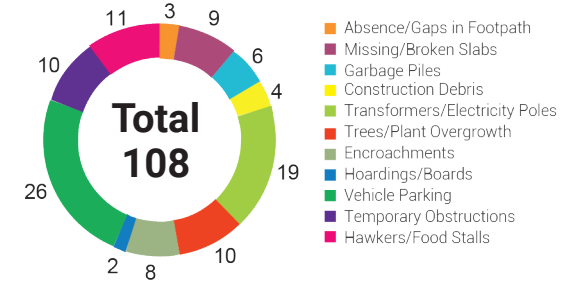 11
3
9
6
4
19
10
8
2
26
10
Total
108
Absence/Gaps in Footpath
Missing/Broken Slabs
Garbage Piles
Construction Debris
Transformers/Electricity Poles
Trees/Plant Overgrowth
Encroachments
Hoardings/Boards
Vehicle Parking
Temporary Obstructions
Hawkers/Food Stalls